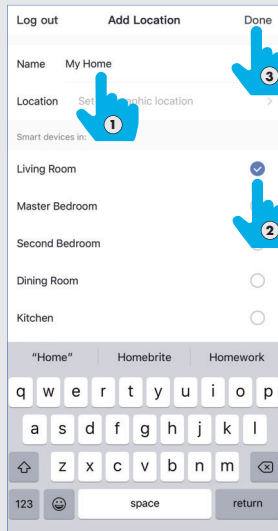 Log out Add Location Done
Name My Home
3
Location Set graphic location
1
Smart devices in:
Living Room
Master Bedroom
2
Second Bedroom
Dining Room
Kitchen
"Home" Homebrite Homework
q w e r t y u i o p
a s d f g h j k l
z x c v b n m
123 space return